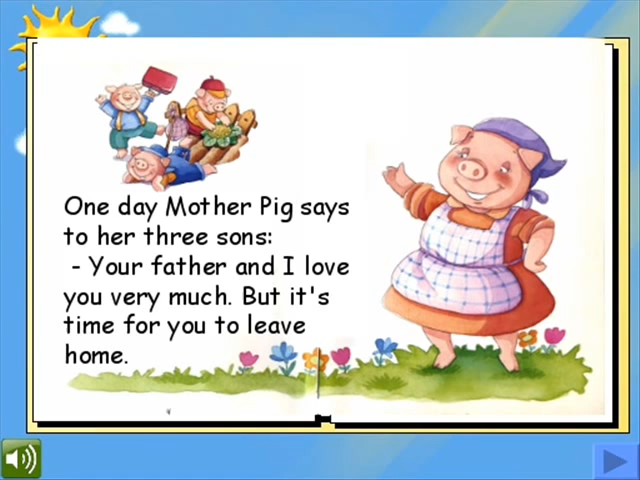 One day Mother Pig says
to her three sons:
- Your father and I love
you very much. But it's
time for you to leave
home.